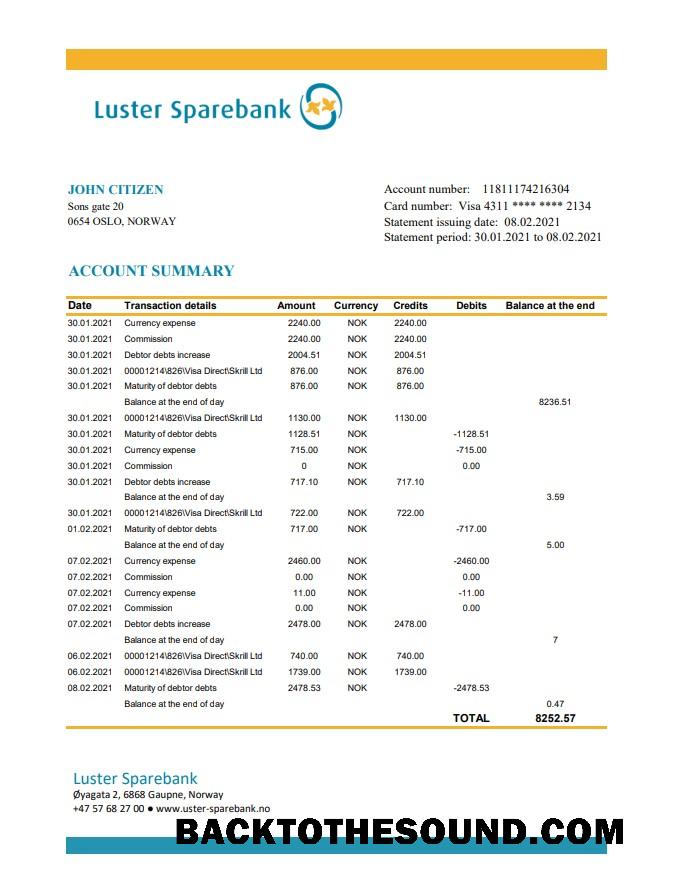 Luster Sparebank
JOHN CITIZEN
Sons gate 20
0654 OSLO, NORWAY
Account number: 11811174216304
Card number: Visa 4311 **** **** 2134
Statement issuing date: 08.02.2021
Statement period: 30.01.2021 to 08.02.2021
ACCOUNT SUMMARY
Date Transaction details Amount Currency Credits Debits Balance at the end
30.01.2021 Currency expense 2240.00 NOK 2240.00
30.01.2021 Commission 2240.00 NOK 2240.00
30.01.2021 Debtor debts increase 2004.51 NOK 2004.51
30.01.2021 00001214\826\Visa Direct\Skrill Ltd 876.00 NOK 876.00
30.01.2021 Maturity of debtor debts 876.00 NOK 876.00
Balance at the end of day 8236.51
30.01.2021 00001214\826\Visa Direct\Skrill Ltd 1130.00 NOK 1130.00
30.01.2021 Maturity of debtor debts 1128.51 NOK -1128.51
30.01.2021 Currency expense 715.00 NOK -715.00
30.01.2021 Commission 0 NOK 0.00
30.01.2021 Debtor debts increase 717.10 NOK 717.10
Balance at the end of day 3.59
30.01.2021 00001214\826\Visa Direct\Skrill Ltd 722.00 NOK 722.00
01.02.2021 Maturity of debtor debts 717.00 NOK -717.00
Balance at the end of day 5.00
07.02.2021 Currency expense 2460.00 NOK -2460.00
07.02.2021 Commission 0.00 NOK 0.00
07.02.2021 Currency expense 11.00 NOK -11.00
07.02.2021 Commission 0.00 NOK 0.00
07.02.2021 Debtor debts increase 2478.00 NOK 2478.00
Balance at the end of day 7
06.02.2021 00001214\826\Visa Direct\Skrill Ltd 740.00 NOK 740.00
06.02.2021 00001214\826\Visa Direct\Skrill Ltd 1739.00 NOK 1739.00
08.02.2021 Maturity of debtor debts 2478.53 NOK -2478.53
Balance at the end of day 0.47
TOTAL 8252.57
Luster Sparebank
Øyagata 2, 6868 Gaupne, Norway
+47 57 68 27 00 ● www.uster-sparebank.no
BACKTOTHESOUND.COM